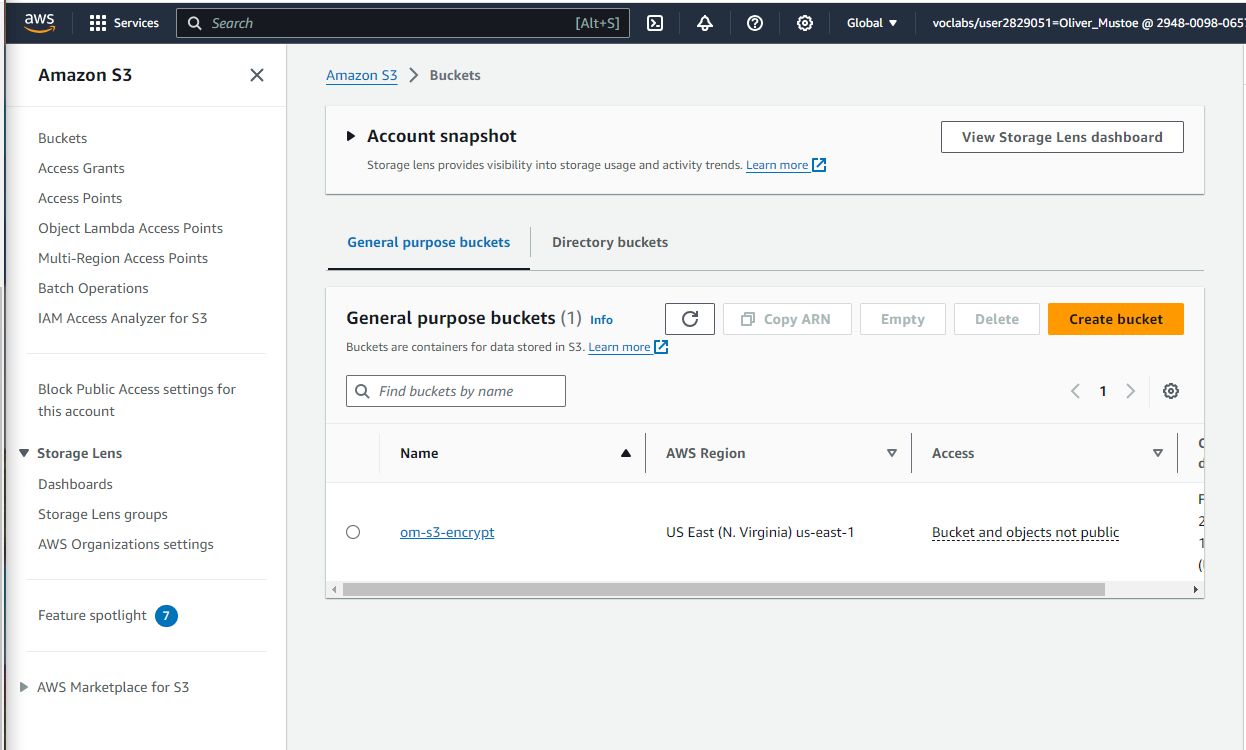 aws
Services
Search [Alt+S]
Global
voclabs/user2829051=Oliver_Mustoe @ 2948-0098-065
Amazon S3
Buckets
Access Grants
Access Points
Object Lambda Access Points
Multi-Region Access Points
Batch Operations
IAM Access Analyzer for S3
Block Public Access settings for
this account
Storage Lens
Dashboards
Storage Lens groups
AWS Organizations settings
Feature spotlight 7
AWS Marketplace for S3
Amazon S3 > Buckets
Account snapshot
Storage lens provides visibility into storage usage and activity trends. Learn more
View Storage Lens dashboard
General purpose buckets
Directory buckets
General purpose buckets (1) Info
Buckets are containers for data stored in S3. Learn more
Copy ARN
Empty
Delete
Create bucket
Find buckets by name
1
Name AWS Region Access
om-s3-encrypt US East (N. Virginia) us-east-1 Bucket and objects not public